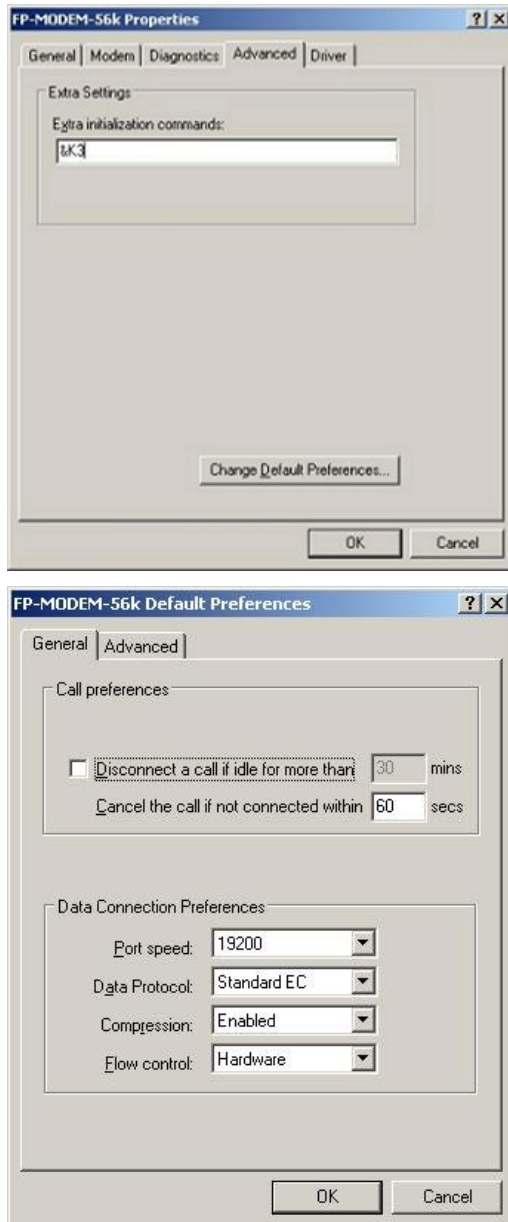 FP-MODEM-56k Properties
General Modem Diagnostics Advanced Driver
Extra Settings
Extra initialization commands:
&K3
Change Default Preferences...
OK Cancel
FP-MODEM-56k Default Preferences
General Advanced
Call preferences
Disconnect a call if idle for more than 30 mins
Cancel the call if not connected within 60 secs
Data Connection Preferences
Port speed: 19200
Data Protocol: Standard EC
Compression: Enabled
Flow control: Hardware
OK Cancel